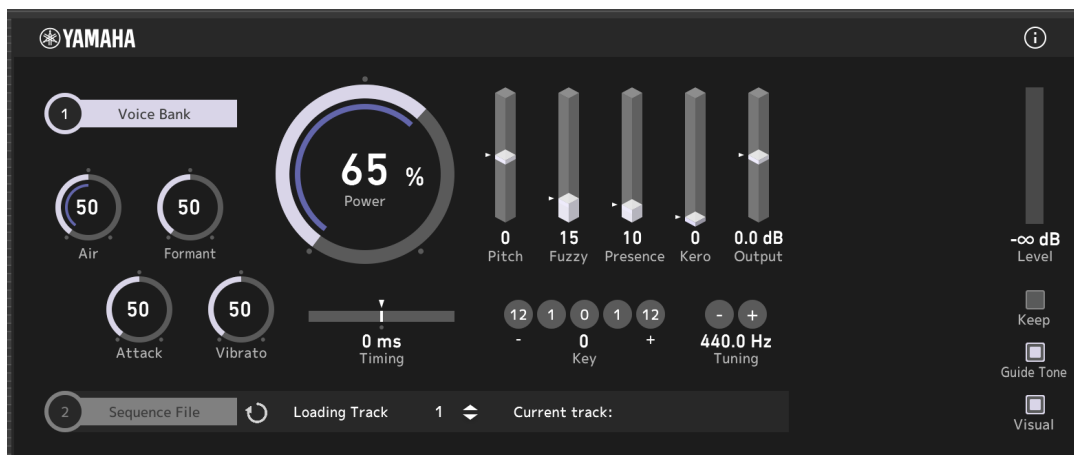 YAMAHA
i
1 Voice Bank
65 %
Power
50
Air
50
Formant
50
Attack
50
Vibrato
0
Pitch
15
Fuzzy
10
Presence
0
Kero
0.0 dB
Output
-∞ dB
Level
0 ms
Timing
12 1 0 1 12
- 0 +
Key
- +
440.0 Hz
Tuning
Keep
Guide Tone
Visual
2 Sequence File
Loading Track 1 Current track: